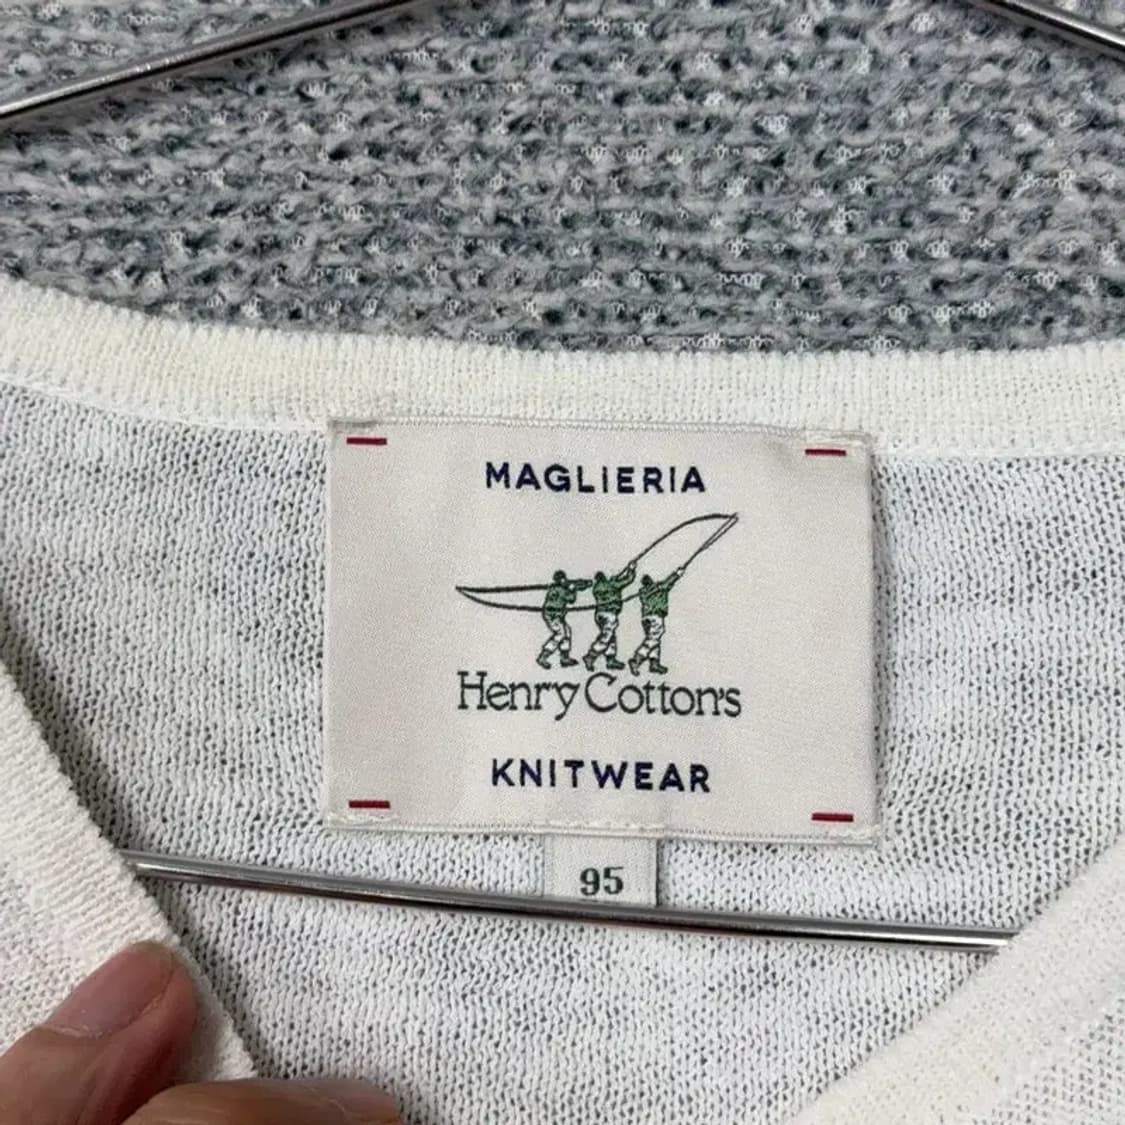 MAGLIERIA
Henry Cotton's
KNITWEAR
95